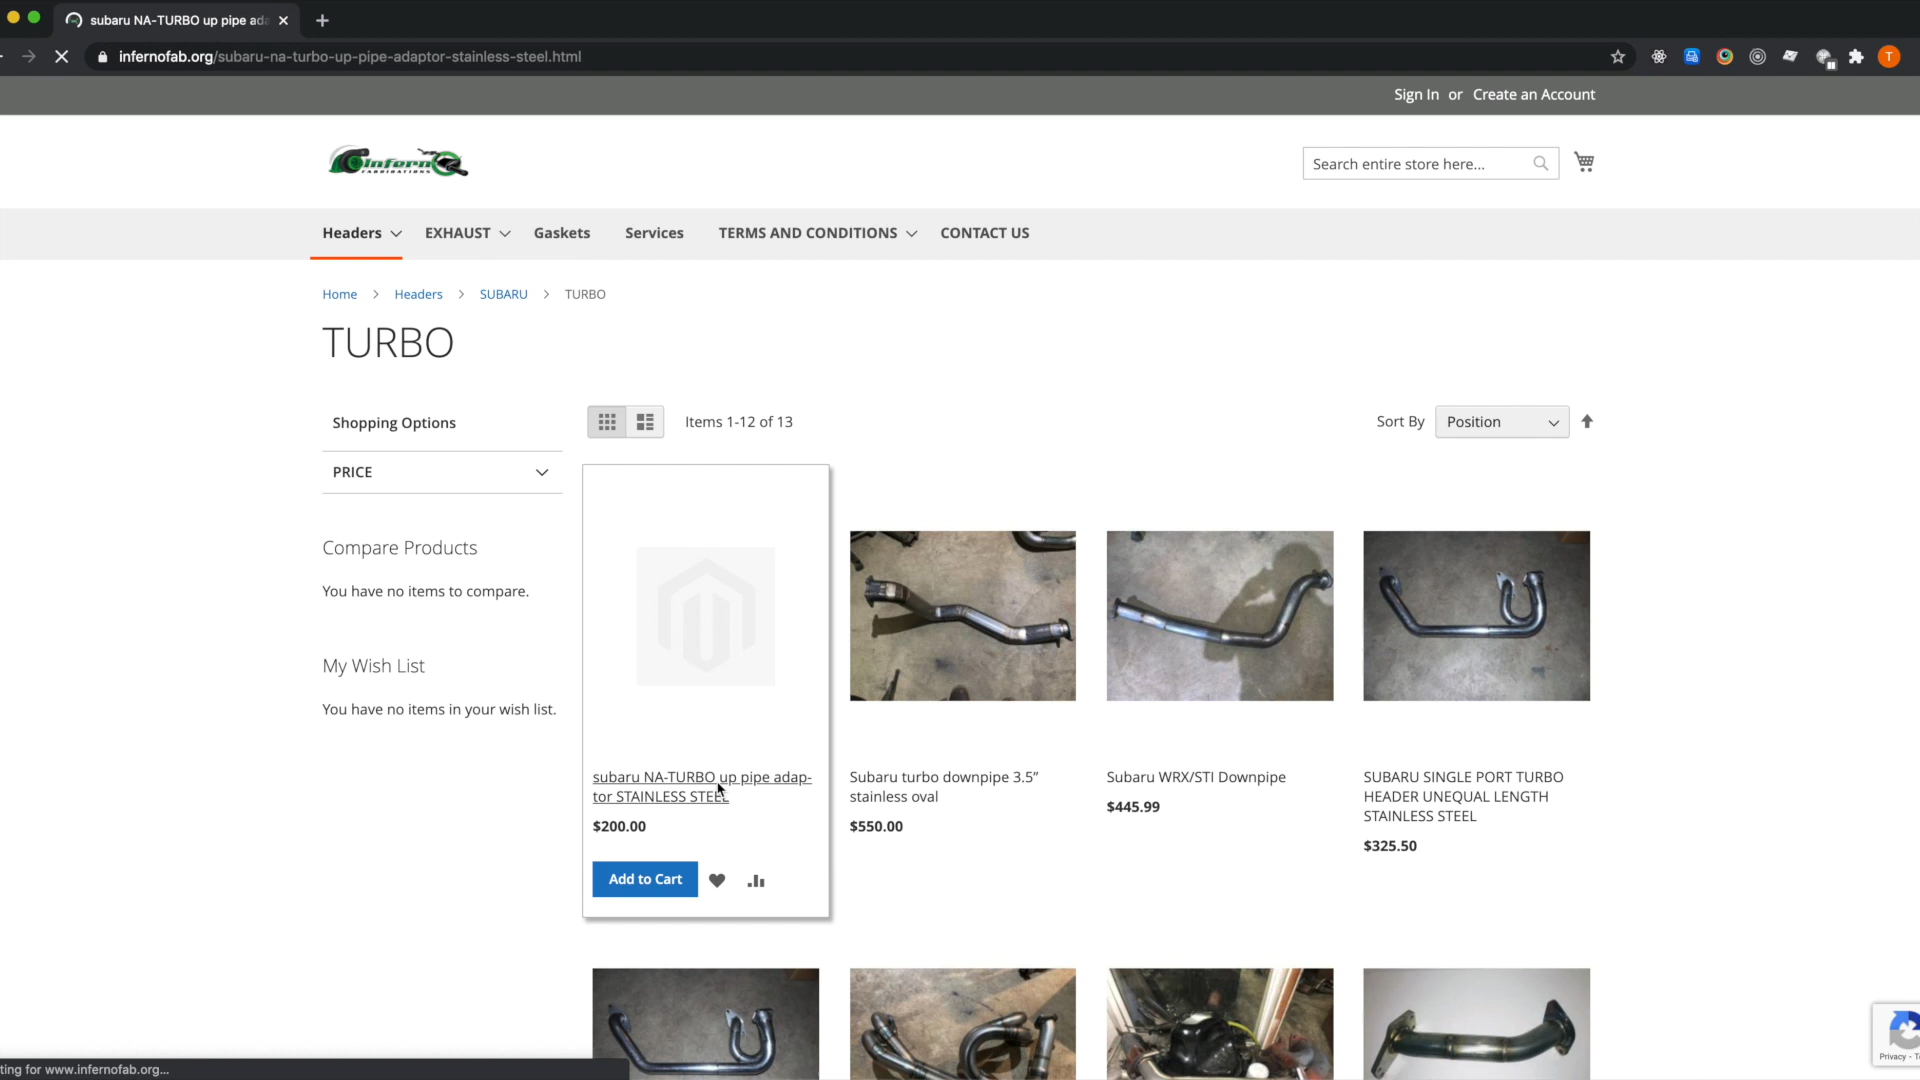 subaru NA-TURBO up pipe ada
infernofab.org/subaru-na-turbo-up-pipe-adaptor-stainless-steel.html
T
Sign In or Create an Account
Inferno
FABRICATIONS
Search entire store here...
Headers
EXHAUST
Gaskets
Services
TERMS AND CONDITIONS
CONTACT US
Home > Headers > SUBARU > TURBO
TURBO
Shopping Options
Items 1-12 of 13
Sort By
Position
PRICE
Compare Products
You have no items to compare.
My Wish List
You have no items in your wish list.
subaru NA-TURBO up pipe adap-
tor STAINLESS STEEL
$200.00
Add to Cart
Subaru turbo downpipe 3.5”
stainless oval
$550.00
Subaru WRX/STI Downpipe
$445.99
SUBARU SINGLE PORT TURBO
HEADER UNEQUAL LENGTH
STAINLESS STEEL
$325.50
Privacy - T
ting for www.infernofab.org...